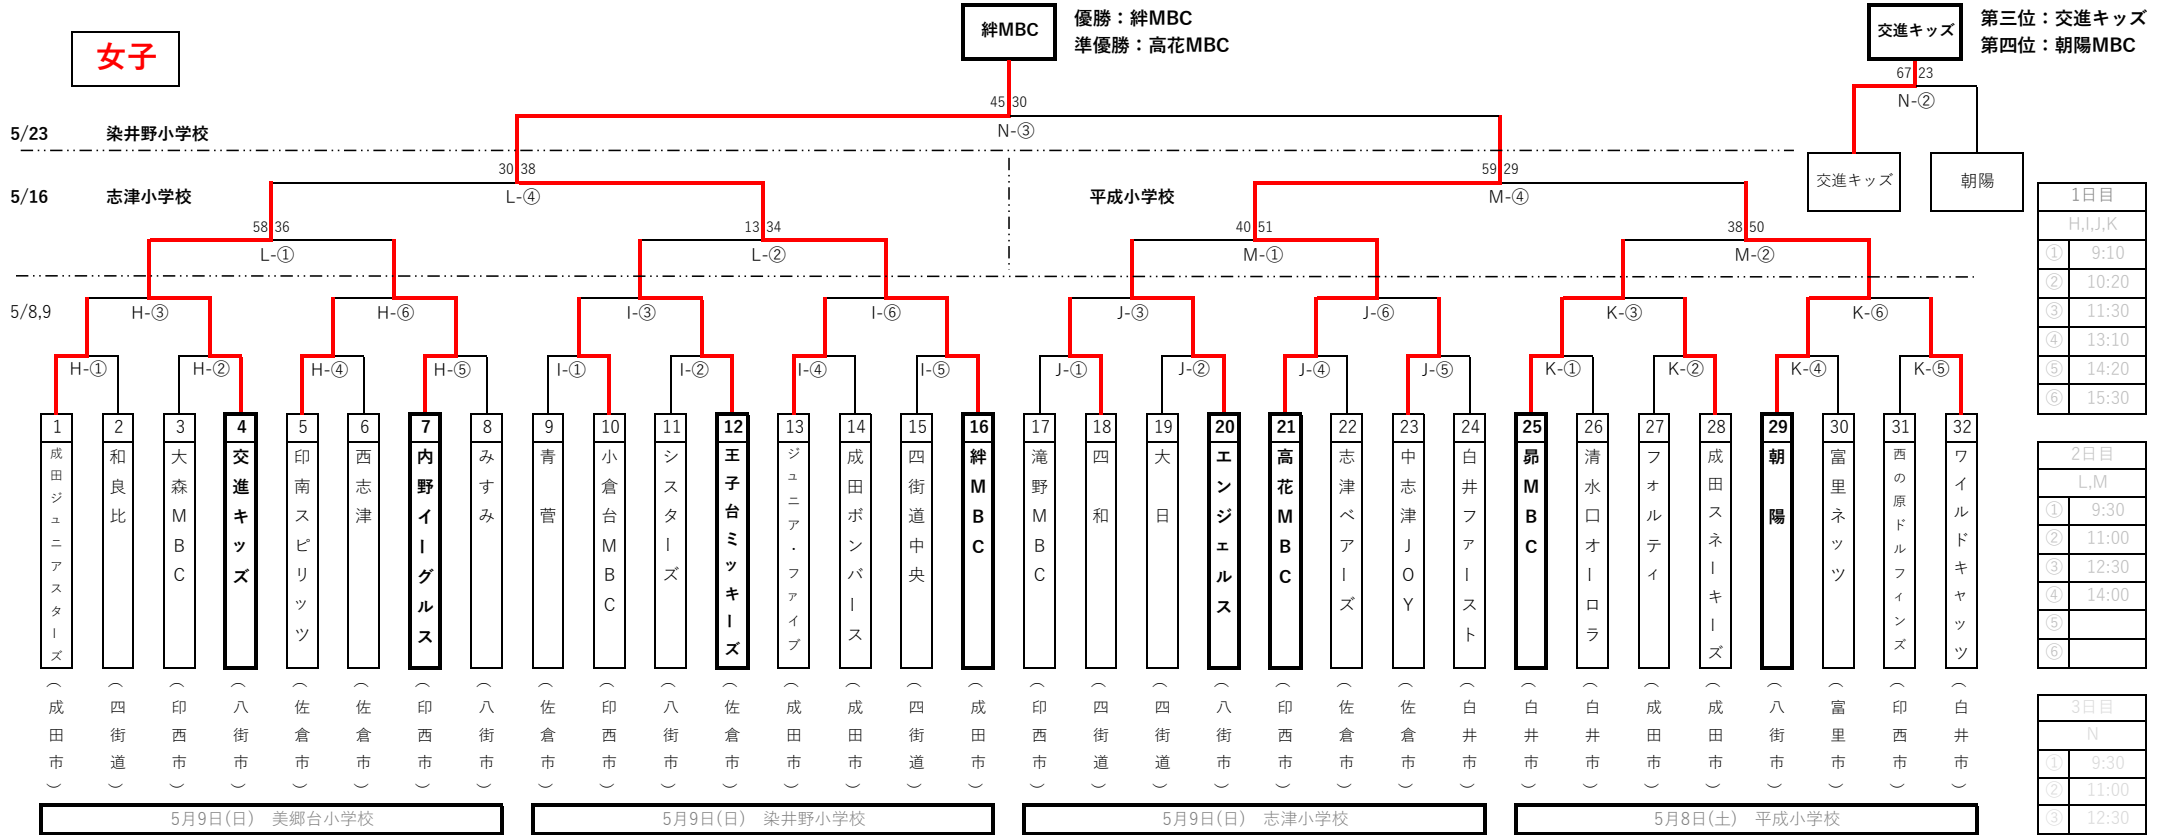 女子
絆MBC
優勝：絆MBC
準優勝：高花MBC
交進キッズ
第三位：交進キッズ
第四位：朝陽MBC
67 23
N-②
45 30
N-③
5/23 染井野小学校
交進キッズ
朝陽
30 38
L-④
59 29
M-④
5/16 志津小学校
平成小学校
58 36
L-①
13 34
L-②
40 51
M-①
38 50
M-②
5/8,9
H-③
H-⑥
I-③
I-⑥
J-③
J-⑥
K-③
K-⑥
H-①
H-②
H-④
H-⑤
I-①
I-②
I-④
I-⑤
J-①
J-②
J-④
J-⑤
K-①
K-②
K-④
K-⑤
1 成田ジュニアスターズ （成田市）
2 和良比 （四街道）
3 大森MBC （印西市）
4 交進キッズ （八街市）
5 印南スピリッツ （佐倉市）
6 西志津 （佐倉市）
7 内野イーグルス （印西市）
8 みすみ （八街市）
9 青菅 （佐倉市）
10 小倉台MBC （印西市）
11 シスターズ （八街市）
12 王子台ミッキーズ （佐倉市）
13 ジュニア・ファイブ （成田市）
14 成田ボンバース （成田市）
15 四街道中央 （四街道）
16 絆MBC （成田市）
17 滝野MBC （印西市）
18 四和 （四街道）
19 大日 （四街道）
20 エンジェルス （八街市）
21 高花MBC （印西市）
22 志津ベアーズ （佐倉市）
23 中志津JOY （佐倉市）
24 白井ファースト （白井市）
25 昴MBC （白井市）
26 清水口オーロラ （白井市）
27 フォルティ （成田市）
28 成田スネーキーズ （成田市）
29 朝陽 （八街市）
30 富里ネッツ （富里市）
31 西の原ドルフィンズ （印西市）
32 ワイルドキャッツ （白井市）
5月9日(日) 美郷台小学校
5月9日(日) 染井野小学校
5月9日(日) 志津小学校
5月8日(土) 平成小学校
1日目
H,I,J,K
① 9:10
② 10:20
③ 11:30
④ 13:10
⑤ 14:20
⑥ 15:30
2日目
L,M
① 9:30
② 11:00
③ 12:30
④ 14:00
⑤
⑥
3日目
N
① 9:30
② 11:00
③ 12:30